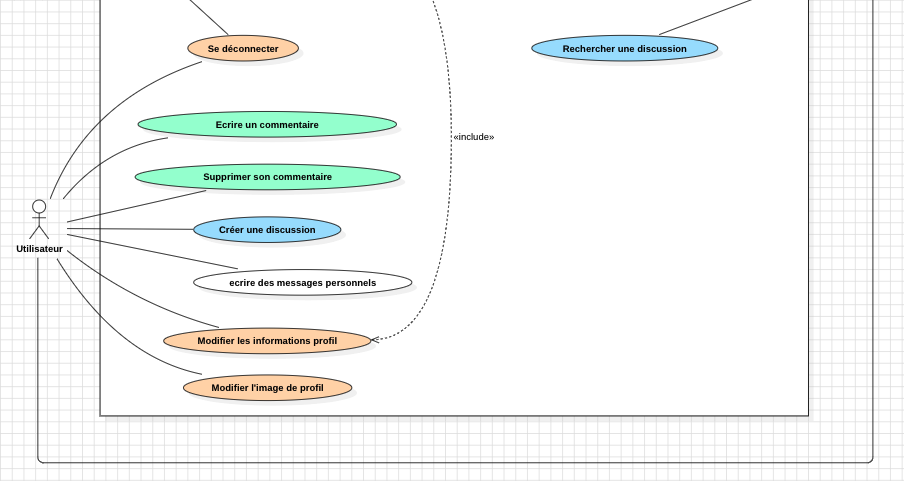 Se déconnecter
Rechercher une discussion
Ecrire un commentaire
«include»
Supprimer son commentaire
Créer une discussion
Utilisateur
ecrire des messages personnels
Modifier les informations profil
Modifier l'image de profil